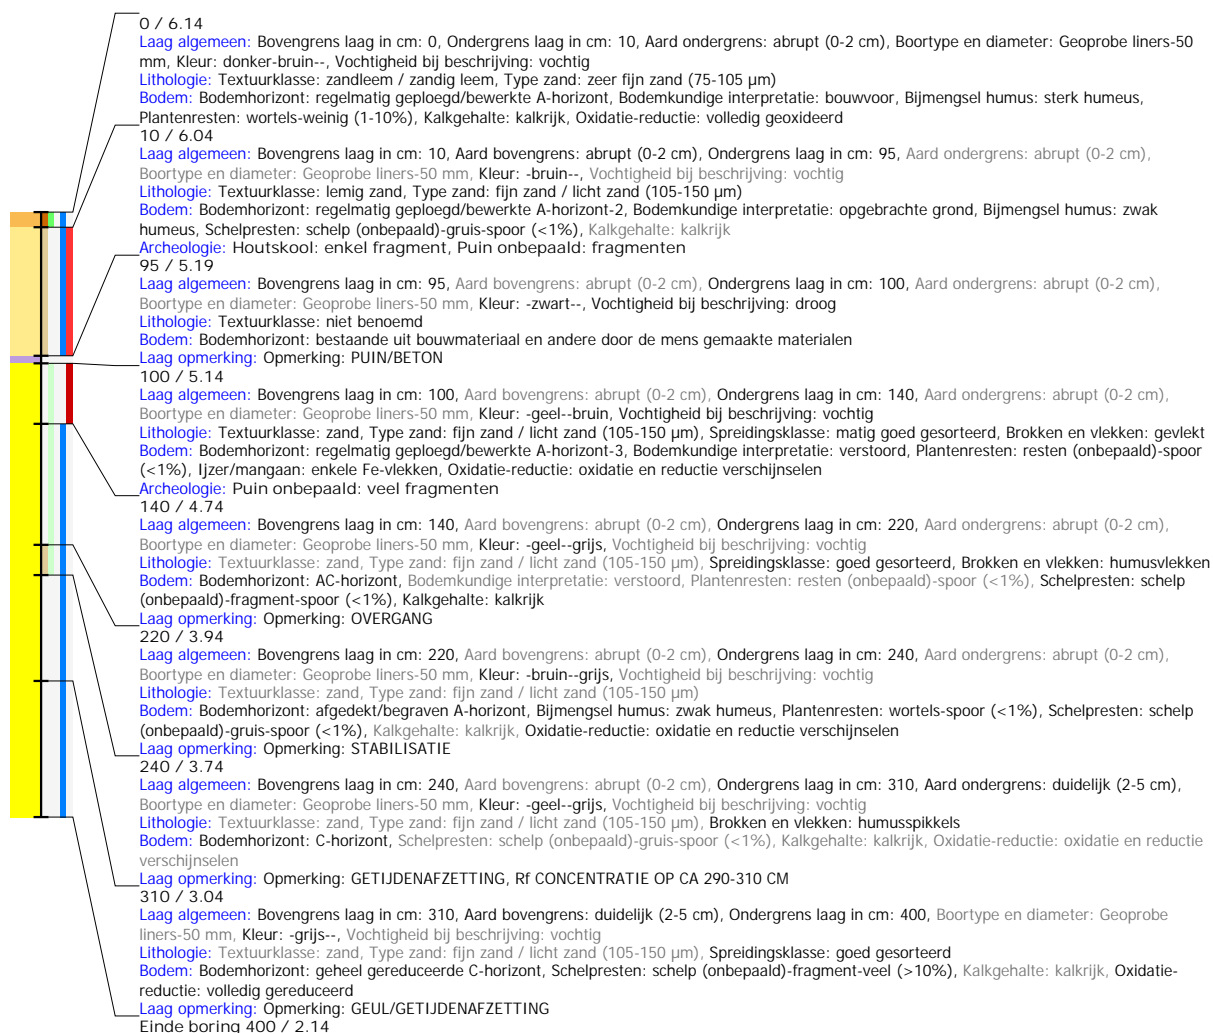 0 / 6.14
Laag algemeen: Bovengrens laag in cm: 0, Ondergrens laag in cm: 10, Aard ondergrens: abrupt (0-2 cm), Boortype en diameter: Geoprobe liners-50
mm, Kleur: donker-bruin--, Vochtigheid bij beschrijving: vochtig
Lithologie: Textuurklasse: zandleem / zandig leem, Type zand: zeer fijn zand (75-105 µm)
Bodem: Bodemhorizont: regelmatig geploegd/bewerkte A-horizont, Bodemkundige interpretatie: bouwvoor, Bijmengsel humus: sterk humeus,
Plantenresten: wortels-weinig (1-10%), Kalkgehalte: kalkrijk, Oxidatie-reductie: volledig geoxideerd
10 / 6.04
Laag algemeen: Bovengrens laag in cm: 10, Aard bovengrens: abrupt (0-2 cm), Ondergrens laag in cm: 95, Aard ondergrens: abrupt (0-2 cm),
Boortype en diameter: Geoprobe liners-50 mm, Kleur: -bruin--, Vochtigheid bij beschrijving: vochtig
Lithologie: Textuurklasse: lemig zand, Type zand: fijn zand / licht zand (105-150 µm)
Bodem: Bodemhorizont: regelmatig geploegd/bewerkte A-horizont-2, Bodemkundige interpretatie: opgebrachte grond, Bijmengsel humus: zwak
humeus, Schelpresten: schelp (onbepaald)-gruis-spoor (<1%), Kalkgehalte: kalkrijk
Archeologie: Houtskool: enkel fragment, Puin onbepaald: fragmenten
95 / 5.19
Laag algemeen: Bovengrens laag in cm: 95, Aard bovengrens: abrupt (0-2 cm), Ondergrens laag in cm: 100, Aard ondergrens: abrupt (0-2 cm),
Boortype en diameter: Geoprobe liners-50 mm, Kleur: -zwart--, Vochtigheid bij beschrijving: droog
Lithologie: Textuurklasse: niet benoemd
Bodem: Bodemhorizont: bestaande uit bouwmateriaal en andere door de mens gemaakte materialen
Laag opmerking: Opmerking: PUIN/BETON
100 / 5.14
Laag algemeen: Bovengrens laag in cm: 100, Aard bovengrens: abrupt (0-2 cm), Ondergrens laag in cm: 140, Aard ondergrens: abrupt (0-2 cm),
Boortype en diameter: Geoprobe liners-50 mm, Kleur: -geel--bruin, Vochtigheid bij beschrijving: vochtig
Lithologie: Textuurklasse: zand, Type zand: fijn zand / licht zand (105-150 µm), Spreidingsklasse: matig goed gesorteerd, Brokken en vlekken: gevlekt
Bodem: Bodemhorizont: regelmatig geploegd/bewerkte A-horizont-3, Bodemkundige interpretatie: verstoord, Plantenresten: resten (onbepaald)-spoor
(<1%), Ijzer/mangaan: enkele Fe-vlekken, Oxidatie-reductie: oxidatie en reductie verschijnselen
Archeologie: Puin onbepaald: veel fragmenten
140 / 4.74
Laag algemeen: Bovengrens laag in cm: 140, Aard bovengrens: abrupt (0-2 cm), Ondergrens laag in cm: 220, Aard ondergrens: abrupt (0-2 cm),
Boortype en diameter: Geoprobe liners-50 mm, Kleur: -geel--grijs, Vochtigheid bij beschrijving: vochtig
Lithologie: Textuurklasse: zand, Type zand: fijn zand / licht zand (105-150 µm), Spreidingsklasse: goed gesorteerd, Brokken en vlekken: humusvlekken
Bodem: Bodemhorizont: AC-horizont, Bodemkundige interpretatie: verstoord, Plantenresten: resten (onbepaald)-spoor (<1%), Schelpresten: schelp
(onbepaald)-fragment-spoor (<1%), Kalkgehalte: kalkrijk
Laag opmerking: Opmerking: OVERGANG
220 / 3.94
Laag algemeen: Bovengrens laag in cm: 220, Aard bovengrens: abrupt (0-2 cm), Ondergrens laag in cm: 240, Aard ondergrens: abrupt (0-2 cm),
Boortype en diameter: Geoprobe liners-50 mm, Kleur: -bruin--grijs, Vochtigheid bij beschrijving: vochtig
Lithologie: Textuurklasse: zand, Type zand: fijn zand / licht zand (105-150 µm)
Bodem: Bodemhorizont: afgedekt/begraven A-horizont, Bijmengsel humus: zwak humeus, Plantenresten: wortels-spoor (<1%), Schelpresten: schelp
(onbepaald)-gruis-spoor (<1%), Kalkgehalte: kalkrijk, Oxidatie-reductie: oxidatie en reductie verschijnselen
Laag opmerking: Opmerking: STABILISATIE
240 / 3.74
Laag algemeen: Bovengrens laag in cm: 240, Aard bovengrens: abrupt (0-2 cm), Ondergrens laag in cm: 310, Aard ondergrens: duidelijk (2-5 cm),
Boortype en diameter: Geoprobe liners-50 mm, Kleur: -geel--grijs, Vochtigheid bij beschrijving: vochtig
Lithologie: Textuurklasse: zand, Type zand: fijn zand / licht zand (105-150 µm), Brokken en vlekken: humusspikkels
Bodem: Bodemhorizont: C-horizont, Schelpresten: schelp (onbepaald)-gruis-spoor (<1%), Kalkgehalte: kalkrijk, Oxidatie-reductie: oxidatie en reductie
verschijnselen
Laag opmerking: Opmerking: GETIJDENAFZETTING, Rf CONCENTRATIE OP CA 290-310 CM
310 / 3.04
Laag algemeen: Bovengrens laag in cm: 310, Aard bovengrens: duidelijk (2-5 cm), Ondergrens laag in cm: 400, Boortype en diameter: Geoprobe
liners-50 mm, Kleur: -grijs--, Vochtigheid bij beschrijving: vochtig
Lithologie: Textuurklasse: zand, Type zand: fijn zand / licht zand (105-150 µm), Spreidingsklasse: goed gesorteerd
Bodem: Bodemhorizont: geheel gereduceerde C-horizont, Schelpresten: schelp (onbepaald)-fragment-veel (>10%), Kalkgehalte: kalkrijk, Oxidatie-
reductie: volledig gereduceerd
Laag opmerking: Opmerking: GEUL/GETIJDENAFZETTING
Einde boring 400 / 2.14